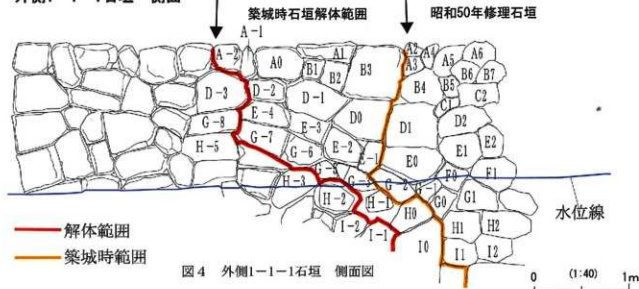 外側1-1-1石垣 側面
築城時石垣解体範囲
昭和50年修理石垣
A-1
A-2 A0 A1 A2 A4 A5 A6
A3
B1 B2 B3 B4 B5 B6 B7
C1 C2
D-3 D-2 D-1 D0 D1 D2
E-4 E-3 E-2 E-1 E0 E1 E2
F0 F1
G-8 G-7 G-6 G-5 G-3 G-2 G-1 G0 G1
H-5 H-3 H-2 H-1 H0 H1 H2
水位線
I-2 I-1 I0 I1 I2
解体範囲
築城時範囲
図4 外側1-1-1石垣 側面図
0 (1:40) 1m